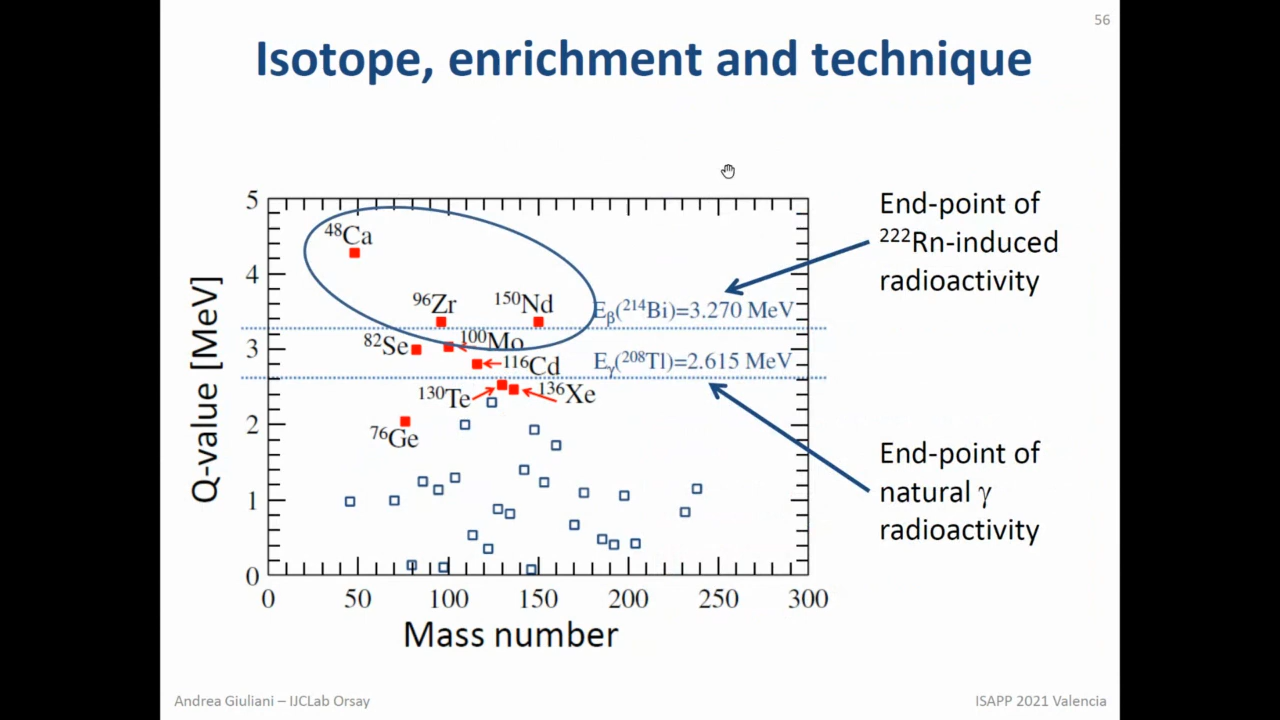 56
Isotope, enrichment and technique
End-point of
²²²Rn-induced
radioactivity
End-point of
natural γ
radioactivity
Q-value [MeV]
5
4
3
2
1
0
⁴⁸Ca
⁹⁶Zr
¹⁵⁰Nd
Eβ(²¹⁴Bi)=3.270 MeV
⁸²Se
¹⁰⁰Mo
¹¹⁶Cd
Eγ(²⁰⁸Tl)=2.615 MeV
¹³⁰Te
¹³⁶Xe
⁷⁶Ge
0 50 100 150 200 250 300
Mass number
Andrea Giuliani – IJCLab Orsay
ISAPP 2021 Valencia